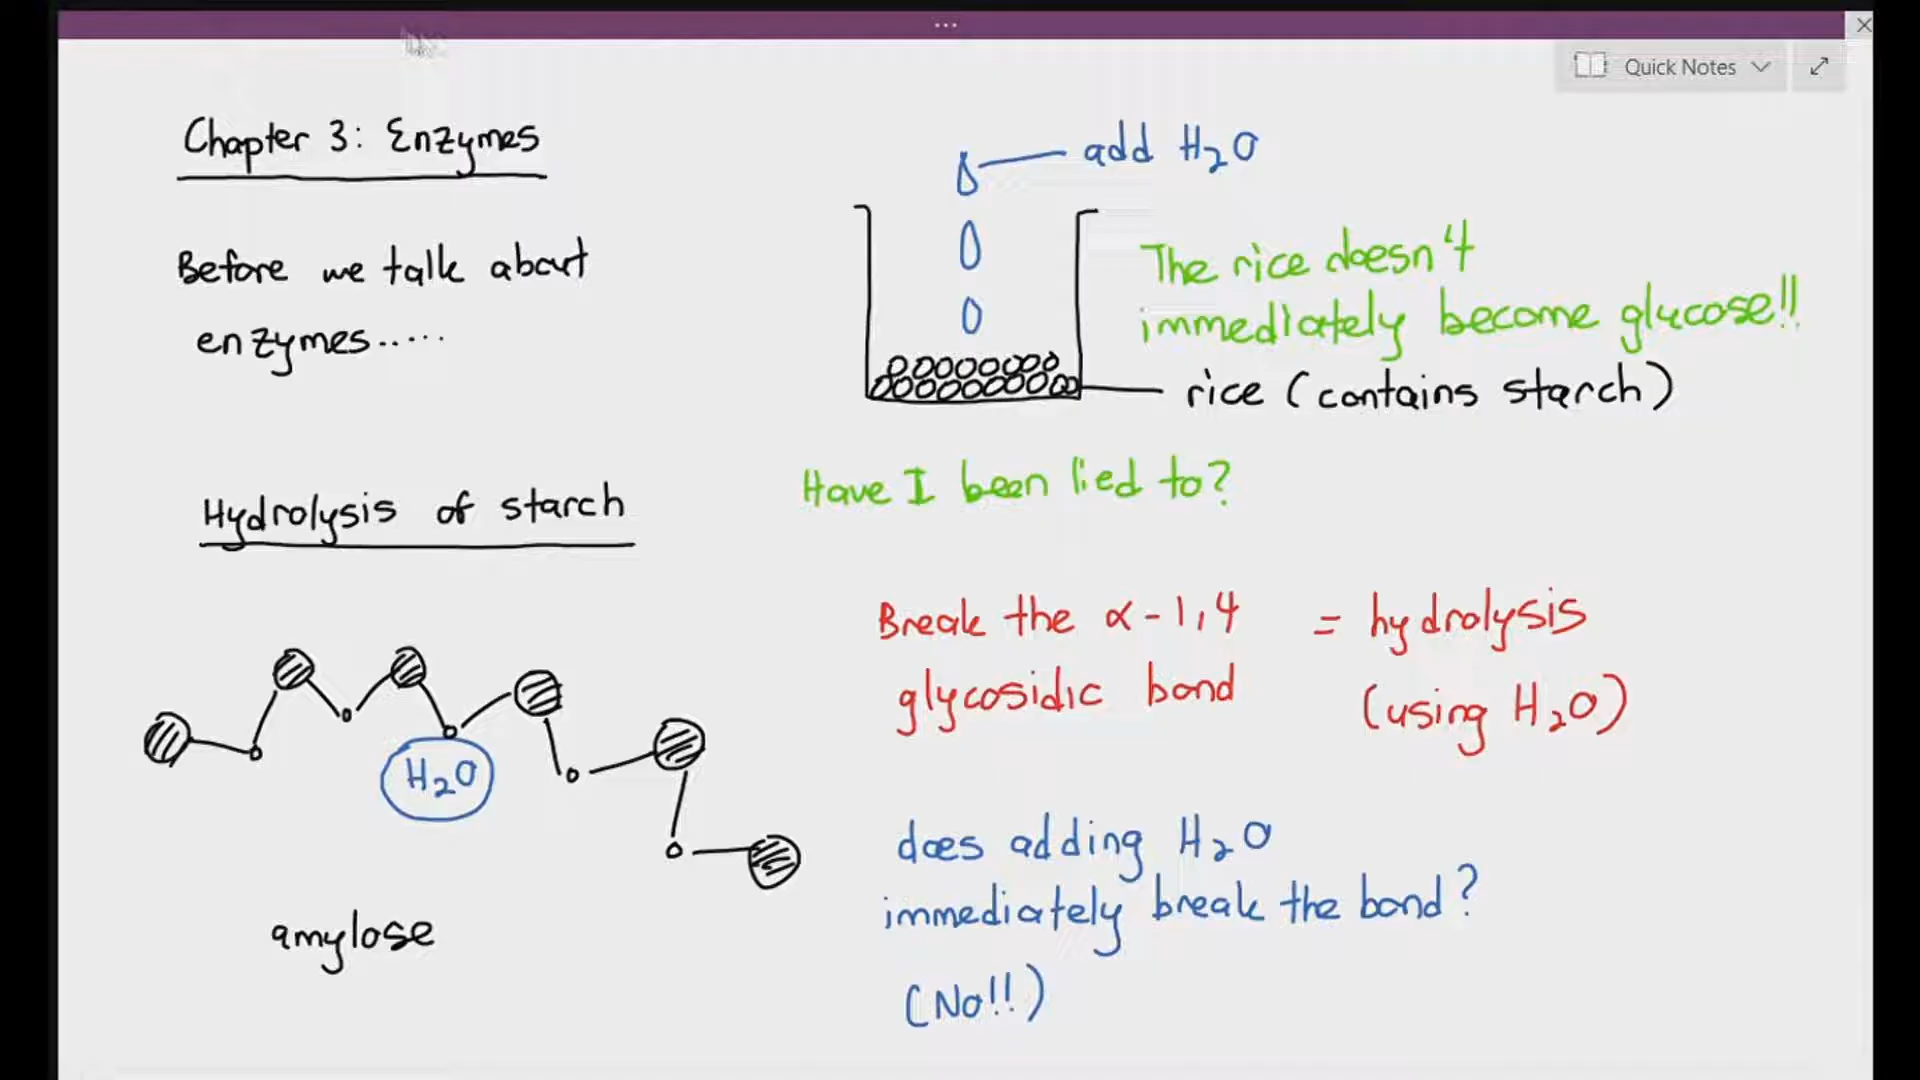 ...
Quick Notes
Chapter 3: Enzymes
Before we talk about
enzymes.....
Hydrolysis of starch
H2O
amylose
add H2O
The rice doesn't
immediately become glucose!!
rice (contains starch)
Have I been lied to?
Break the α-1,4 = hydrolysis
glycosidic bond (using H2O)
does adding H2O
immediately break the bond?
(No!!)